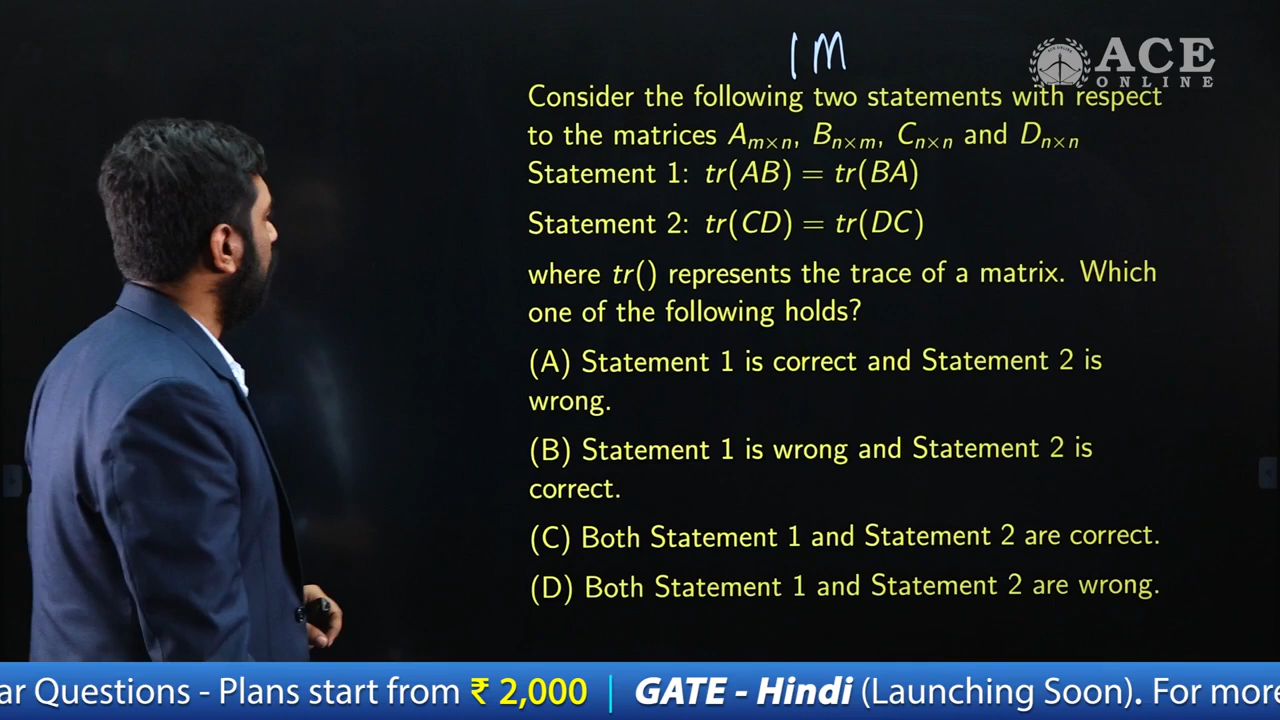 1M
ACE
ONLINE
Consider the following two statements with respect
to the matrices Aₘₓₙ, Bₙₓₘ, Cₙₓₙ and Dₙₓₙ
Statement 1: tr(AB) = tr(BA)
Statement 2: tr(CD) = tr(DC)
where tr() represents the trace of a matrix. Which
one of the following holds?
(A) Statement 1 is correct and Statement 2 is
wrong.
(B) Statement 1 is wrong and Statement 2 is
correct.
(C) Both Statement 1 and Statement 2 are correct.
(D) Both Statement 1 and Statement 2 are wrong.
ar Questions - Plans start from ₹ 2,000 | GATE - Hindi (Launching Soon). For more